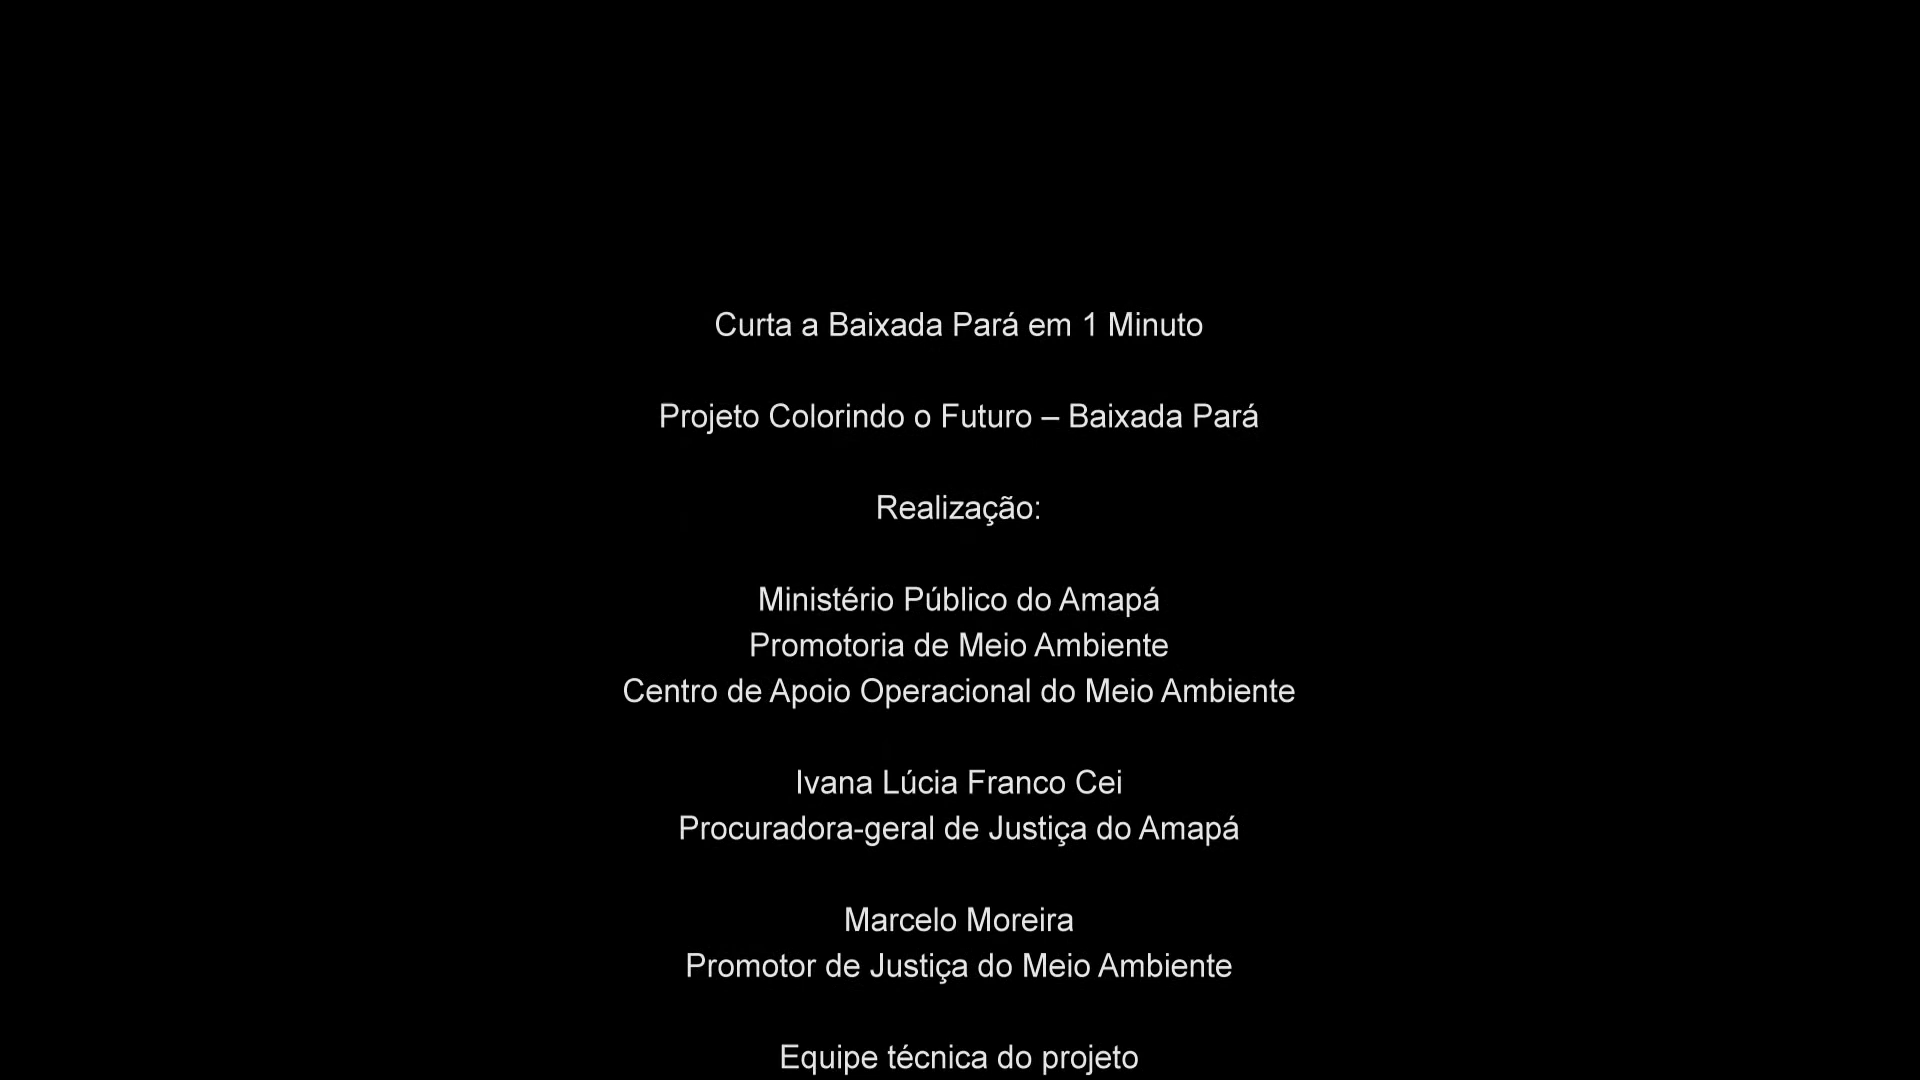 Curta a Baixada Pará em 1 Minuto
Projeto Colorindo o Futuro – Baixada Pará
Realização:
Ministério Público do Amapá
Promotoria de Meio Ambiente
Centro de Apoio Operacional do Meio Ambiente
Ivana Lúcia Franco Cei
Procuradora-geral de Justiça do Amapá
Marcelo Moreira
Promotor de Justiça do Meio Ambiente
Equipe técnica do projeto